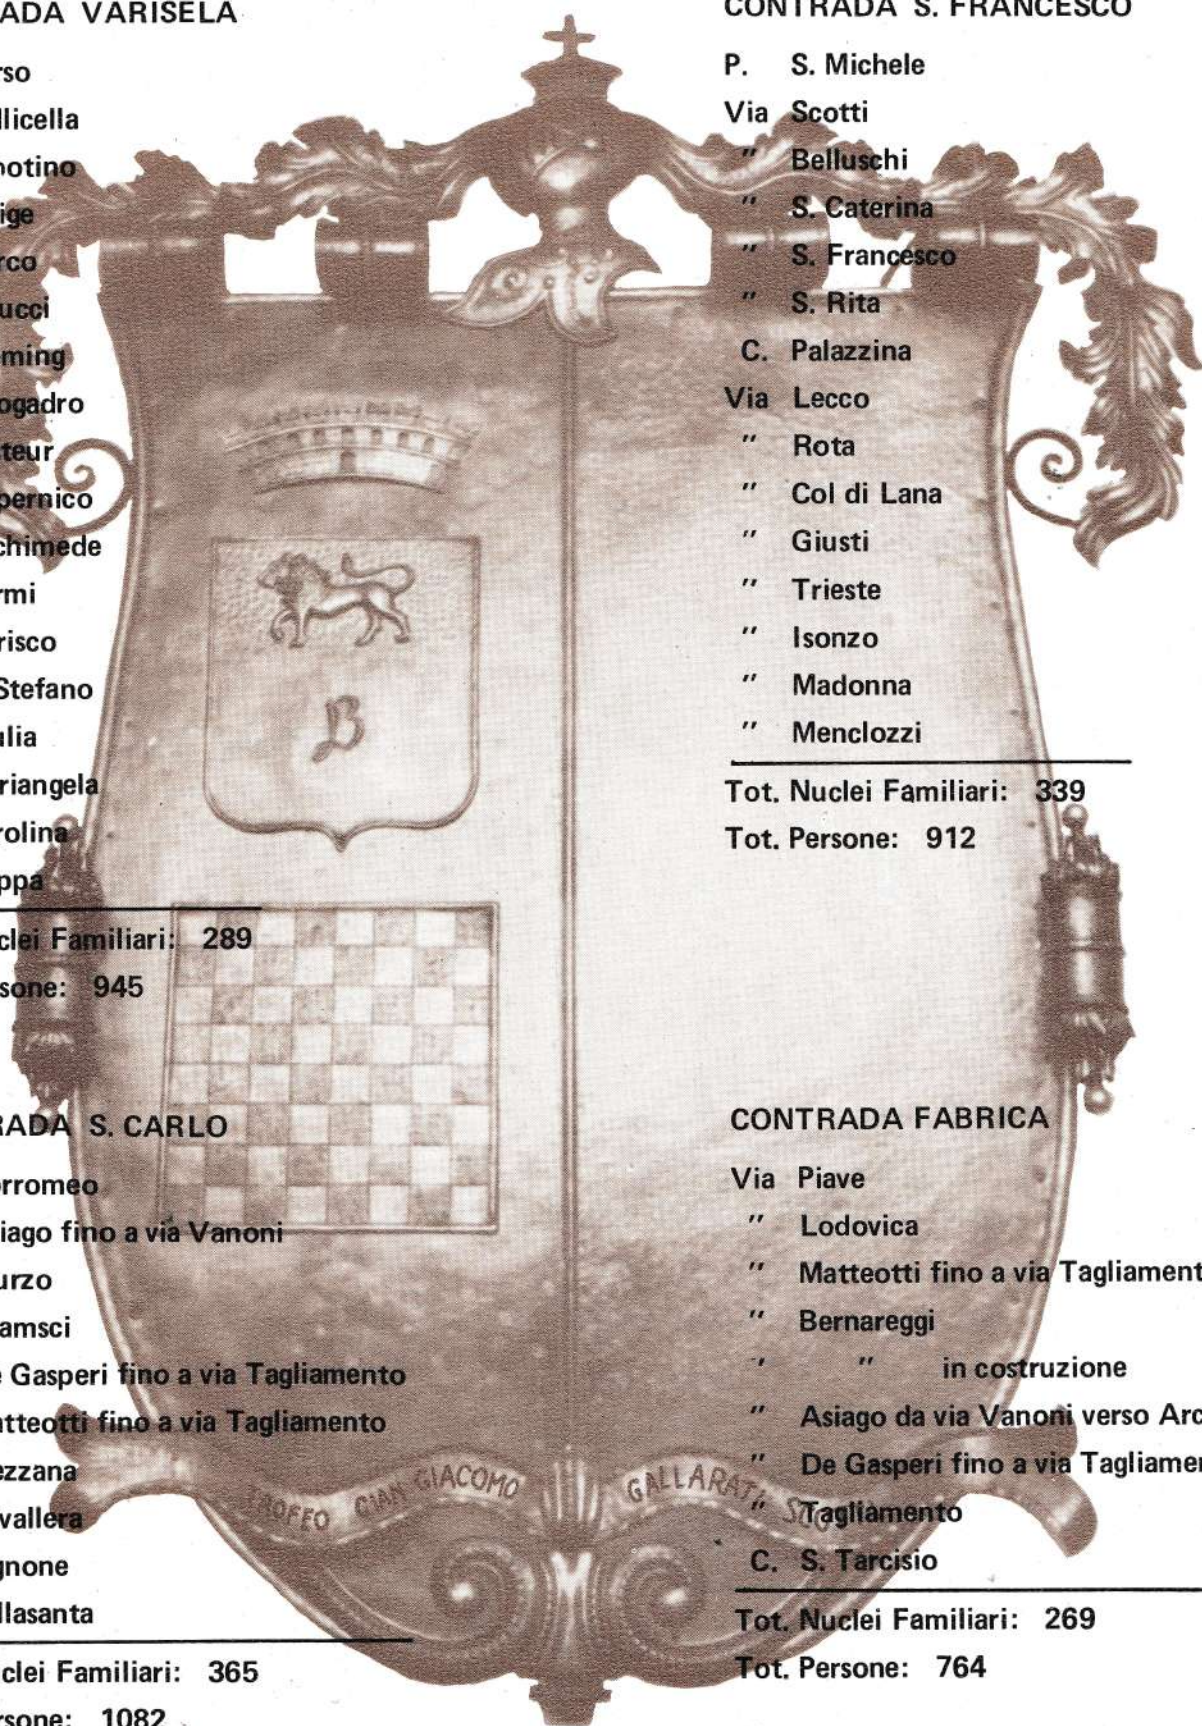 ADA VARISELA
rso
llicella
potino
ige
rco
ucci
ming
ogadro
teur
pernico
chimede
rmi
risco
Stefano
ulia
riangela
rolina
ppa
clei Familiari: 289
sone: 945
RADA S. CARLO
orromeo
iago fino a via Vanoni
urzo
amsci
e Gasperi fino a via Tagliamento
atteotti fino a via Tagliamento
ezzana
vallera
gnone
llasanta
clei Familiari: 365
rsone: 1082
CONTRADA S. FRANCESCO
P. S. Michele
Via Scotti
" Belluschi
" S. Caterina
" S. Francesco
" S. Rita
C. Palazzina
Via Lecco
" Rota
" Col di Lana
" Giusti
" Trieste
" Isonzo
" Madonna
" Menclozzi
Tot. Nuclei Familiari: 339
Tot. Persone: 912
CONTRADA FABRICA
Via Piave
" Lodovica
" Matteotti fino a via Tagliament
" Bernareggi
" " in costruzione
" Asiago da via Vanoni verso Arc
" De Gasperi fino a via Tagliamen
" Tagliamento
C. S. Tarcisio
Tot. Nuclei Familiari: 269
Tot. Persone: 764
B
TROFEO GIAN GIACOMO GALLARATI